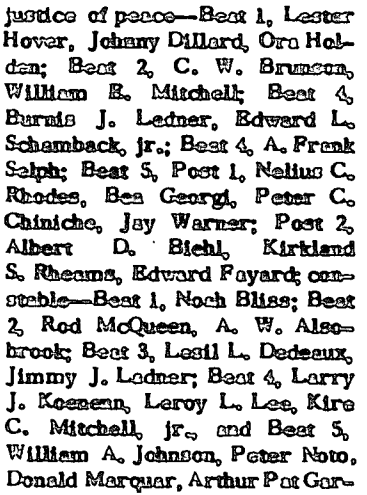 justice of peace—Beat 1, Lester
Hover, Johnny Dillard, Ora Hol-
den; Beat 2, C. W. Brunson,
William E. Mitchell; Beat 4,
Burnis J. Ladner, Edward L.
Schamback, jr.; Beat 4, A. Frank
Selph; Beat 5, Post 1, Nelius C.
Rhodes, Bea Georgi, Peter C.
Chiniche, Jay Warner; Post 2,
Albert D. Biehl, Kirkland
S. Rheams, Edward Fayard; con-
stable—Beat 1, Noah Bliss; Beat
2, Rod McQueen, A. W. Also-
brook; Beat 3, Lesil L. Dedeaux,
Jimmy J. Ladner; Beat 4, Larry
J. Koenenn, Leroy L. Lee, Kiro
C. Mitchell, jr., and Beat 5,
William A. Johnson, Peter Noto,
Donald Marquar, Arthur Pat Gar-